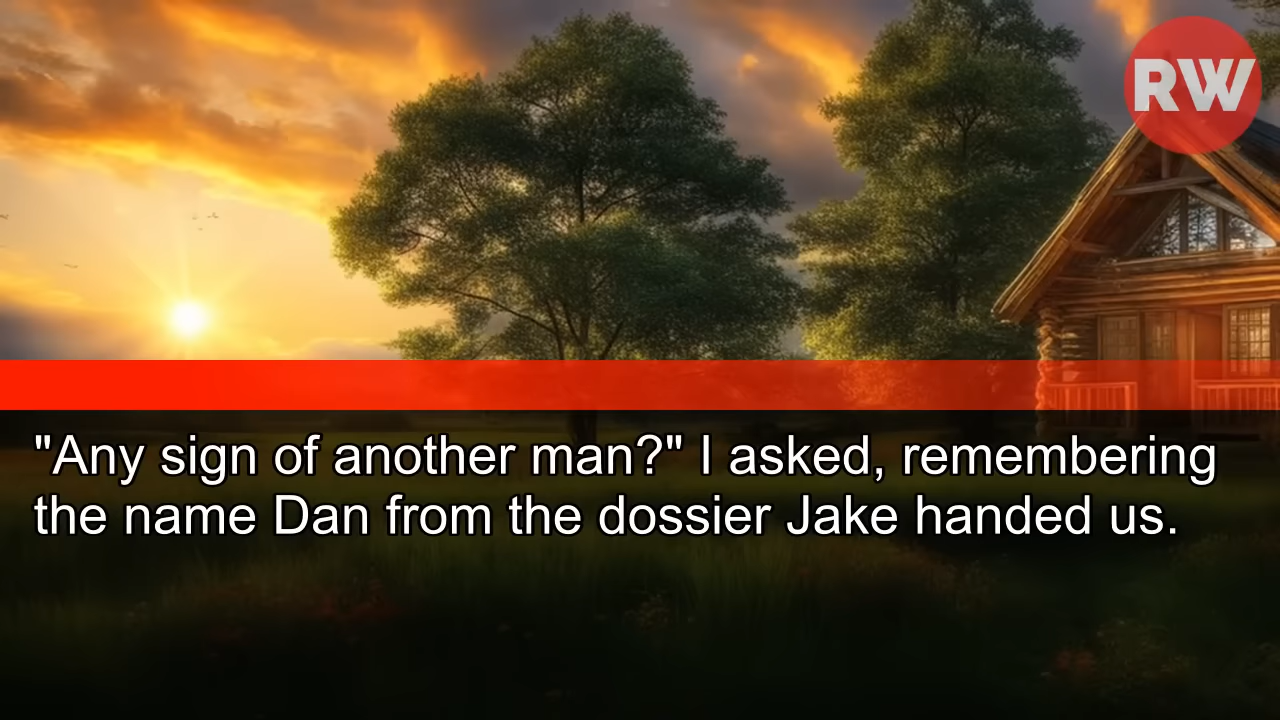 RW
"Any sign of another man?" I asked, remembering
the name Dan from the dossier Jake handed us.